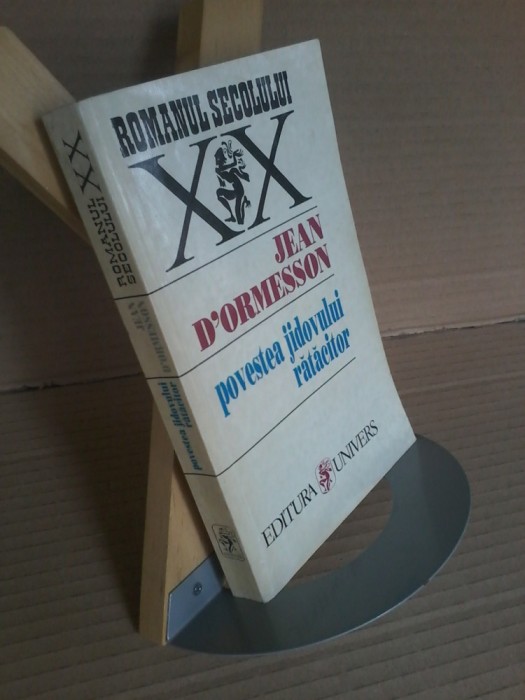 ROMANUL SECOLULUI
XX
JEAN
D'ORMESSON
povestea jidovului
rătăcitor
EDITURA UNIVERS
XX
ROMANUL
SECOLULUI
JEAN
D'ORMESSON
povestea jidovului
rătăcitor